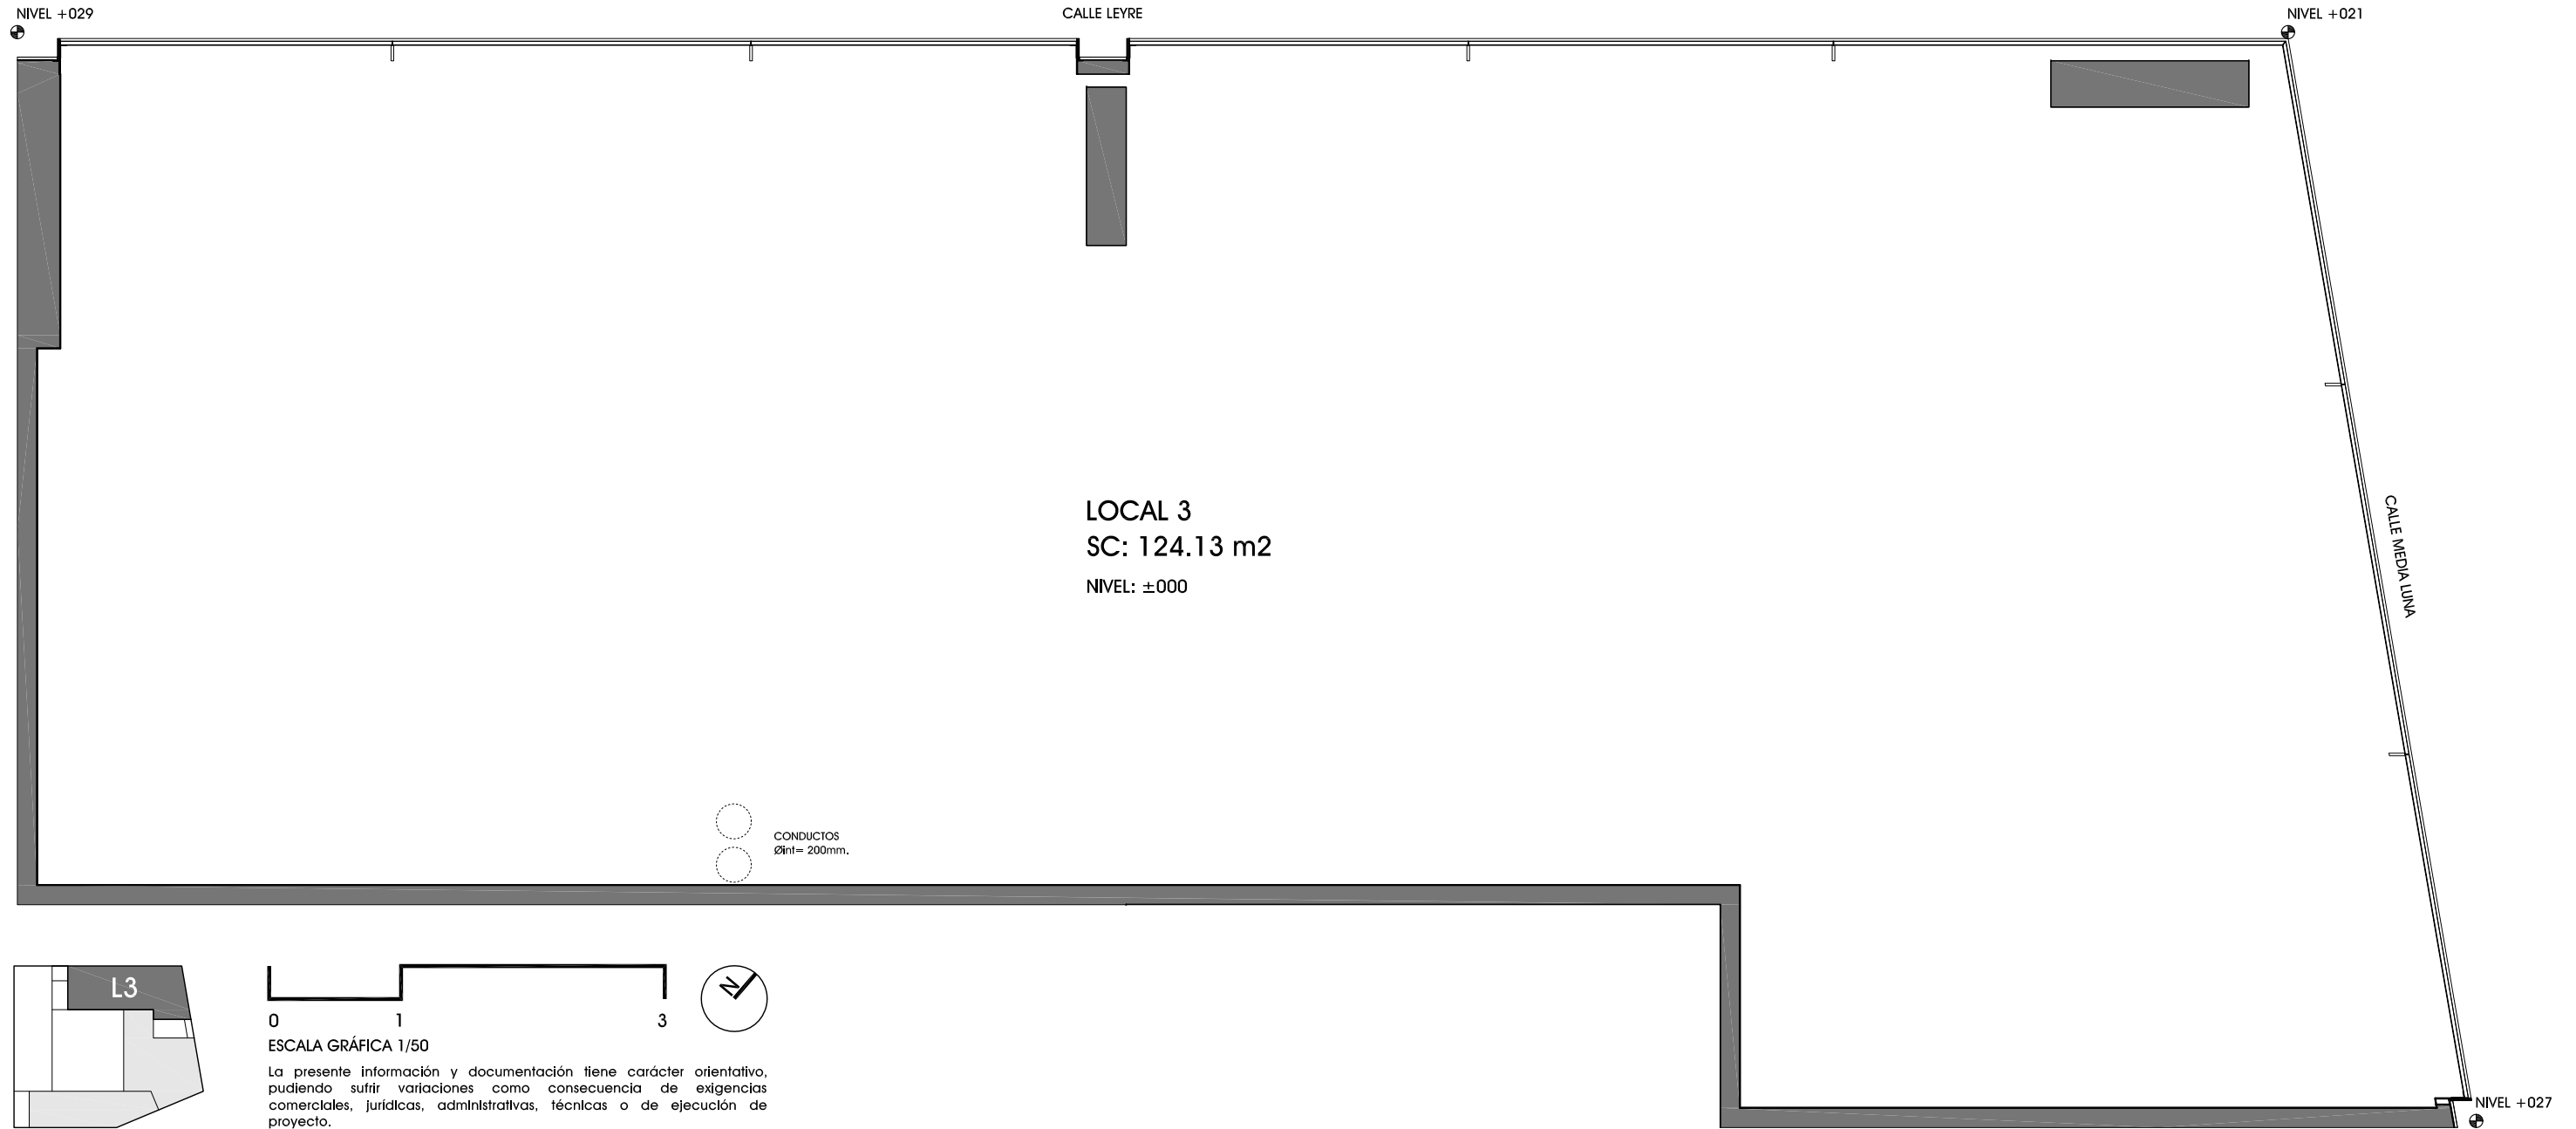 NIVEL +029
CALLE LEYRE
NIVEL +021
LOCAL 3
SC: 124.13 m2
NIVEL: ±000
CALLE MEDIA LUNA
CONDUCTOS
Øint= 200mm.
L3
N
0 1 3
ESCALA GRÁFICA 1/50
La presente información y documentación tiene carácter orientativo,
pudiendo sufrir variaciones como consecuencia de exigencias
comerciales, jurídicas, administrativas, técnicas o de ejecución de
proyecto.
NIVEL +027